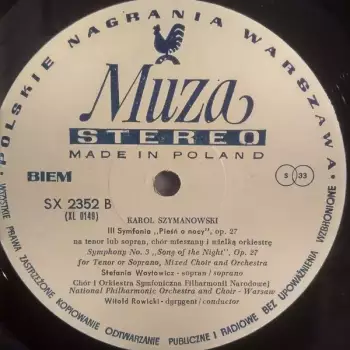 POLSKIE NAGRANIA WARSZAWA
Muza
STEREO
MADE IN POLAND
BIEM
S 33
SX 2352 B
(XL 0149)
KAROL SZYMANOWSKI
III Symfonia „Pieśń o nocy", op. 27
na tenor lub sopran, chór mieszany i wielką orkiestrę
Symphony No. 3 „Song of the Night", Op. 27
for Tenor or Soprano, Mixed Choir and Orchestra
Stefania Woytowicz - sopran / soprano
Chór i Orkiestra Symfoniczna Filharmonii Narodowej
National Philharmonic Orchestra and Choir - Warsaw
Witold Rowicki - dyrygent / conductor
WSZYSTKIE PRAWA ZASTRZEŻONE KOPIOWANIE ODTWARZANIE PUBLICZNE I RADIOWE BEZ UPOWAŻNIENIA WZBRONIONE